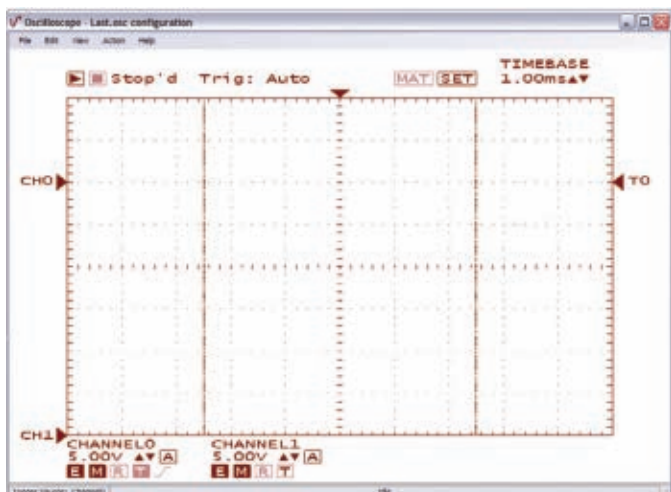 Oscilloscope - Last.osc configuration
File Edit View Action Help
TIMEBASE
Stop'd Trig: Auto MAT SET 1.00ms
CH0 T0
CH1
CHANNEL0 CHANNEL1
5.00V A 5.00V A
E M R T E M R T